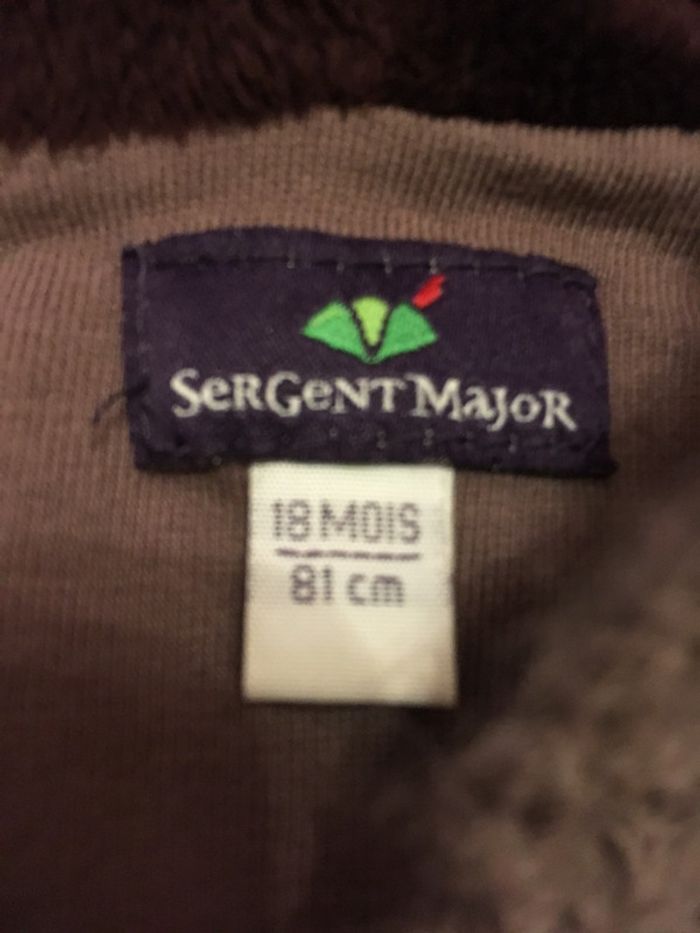 SeRGeNT MaJoR
18 MOIS
81 cm